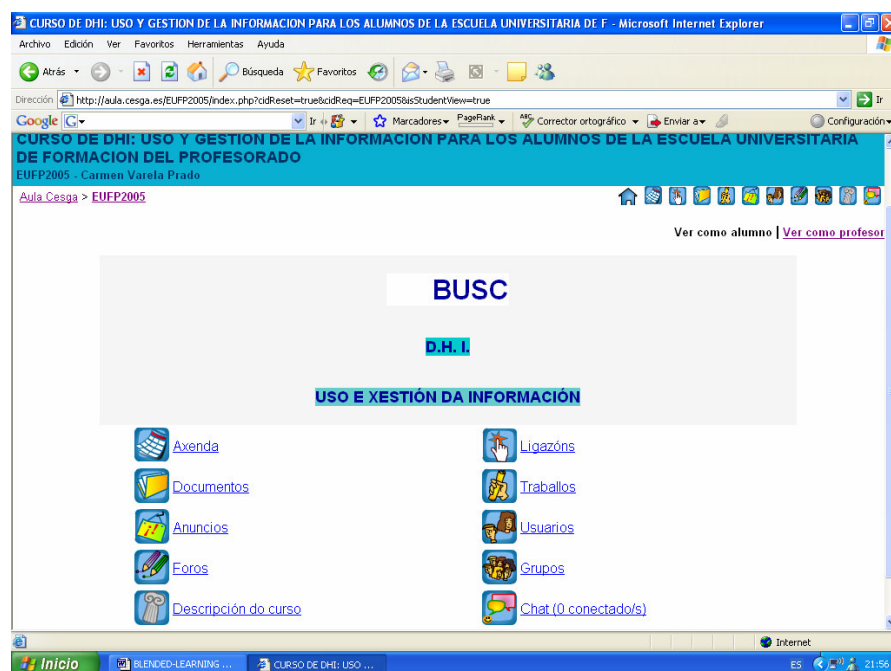 CURSO DE DHI: USO Y GESTION DE LA INFORMACION PARA LOS ALUMNOS DE LA ESCUELA UNIVERSITARIA DE F - Microsoft Internet Explorer
Archivo Edición Ver Favoritos Herramientas Ayuda
Atrás Búsqueda Favoritos
Dirección http://aula.cesga.es/EUFP2005/index.php?cidReset=true&cidReq=EUFP2005&isStudentView=true Ir
Google G Ir Marcadores PageRank ABC Corrector ortográfico Enviar a Configuración
CURSO DE DHI: USO Y GESTION DE LA INFORMACION PARA LOS ALUMNOS DE LA ESCUELA UNIVERSITARIA
DE FORMACION DEL PROFESORADO
EUFP2005 - Carmen Varela Prado
Aula Cesga > EUFP2005
Ver como alumno | Ver como profesor
BUSC
D.H. I.
USO E XESTIÓN DA INFORMACIÓN
Axenda Ligazóns
Documentos Traballos
Anuncios Usuarios
Foros Grupos
Descripción do curso Chat (0 conectado/s)
Internet
Inicio BLENDED-LEARNING ... CURSO DE DHI: USO ... ES 21:56